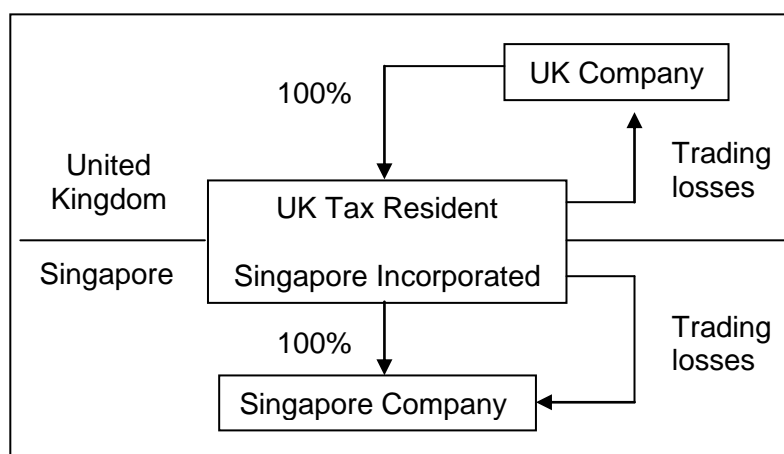 UK Company
100%
United
Kingdom
Trading
losses
UK Tax Resident
Singapore
Singapore Incorporated
100%
Trading
losses
Singapore Company